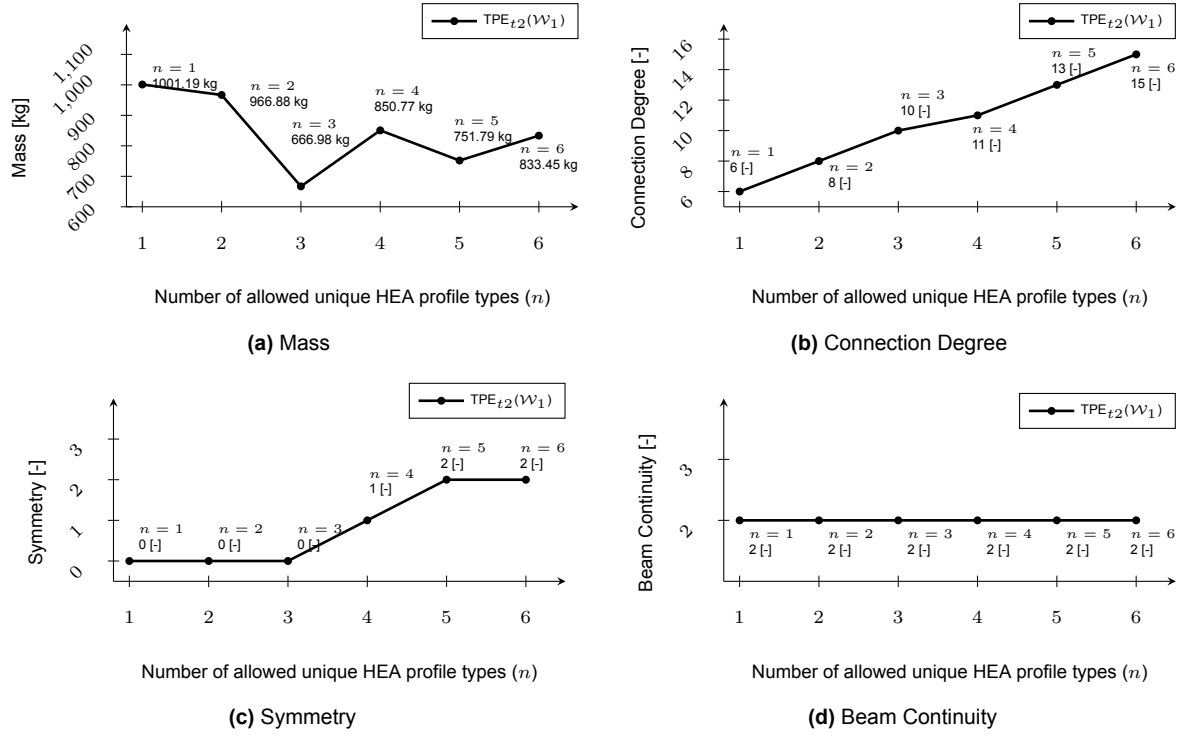 TPE_{t2}(𝒲_1)
Mass [kg]
1,100
1,000
900
800
700
600
n = 1
1001.19 kg
n = 2
966.88 kg
n = 3
666.98 kg
n = 4
850.77 kg
n = 5
751.79 kg
n = 6
833.45 kg
1 2 3 4 5 6
Number of allowed unique HEA profile types (n)
(a) Mass
TPE_{t2}(𝒲_1)
Connection Degree [-]
16
14
12
10
8
6
n = 1
6 [-]
n = 2
8 [-]
n = 3
10 [-]
n = 4
11 [-]
n = 5
13 [-]
n = 6
15 [-]
1 2 3 4 5 6
Number of allowed unique HEA profile types (n)
(b) Connection Degree
TPE_{t2}(𝒲_1)
Symmetry [-]
3
2
1
0
n = 1
0 [-]
n = 2
0 [-]
n = 3
0 [-]
n = 4
1 [-]
n = 5
2 [-]
n = 6
2 [-]
1 2 3 4 5 6
Number of allowed unique HEA profile types (n)
(c) Symmetry
TPE_{t2}(𝒲_1)
Beam Continuity [-]
3
2
n = 1
2 [-]
n = 2
2 [-]
n = 3
2 [-]
n = 4
2 [-]
n = 5
2 [-]
n = 6
2 [-]
1 2 3 4 5 6
Number of allowed unique HEA profile types (n)
(d) Beam Continuity